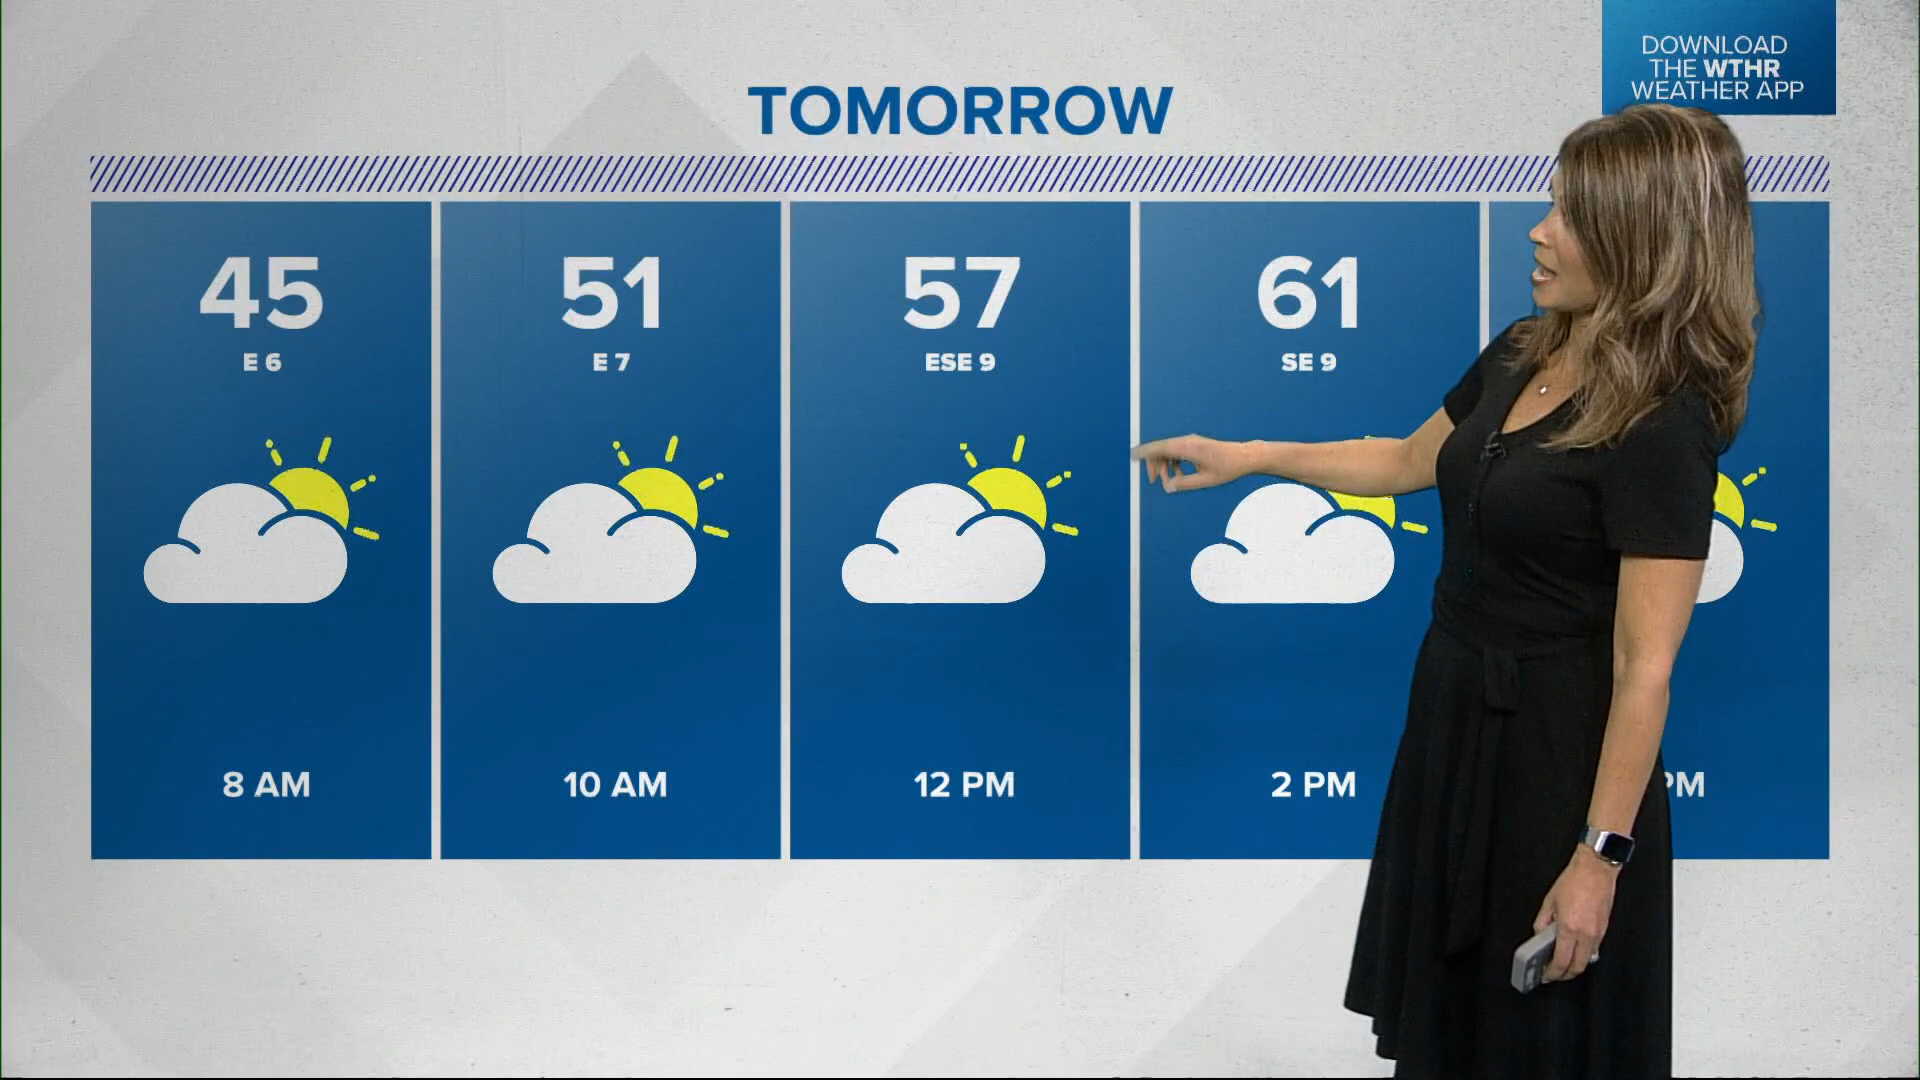 DOWNLOAD
THE WTHR
WEATHER APP
TOMORROW
45
E 6
8 AM
51
E 7
10 AM
57
ESE 9
12 PM
61
SE 9
2 PM
PM